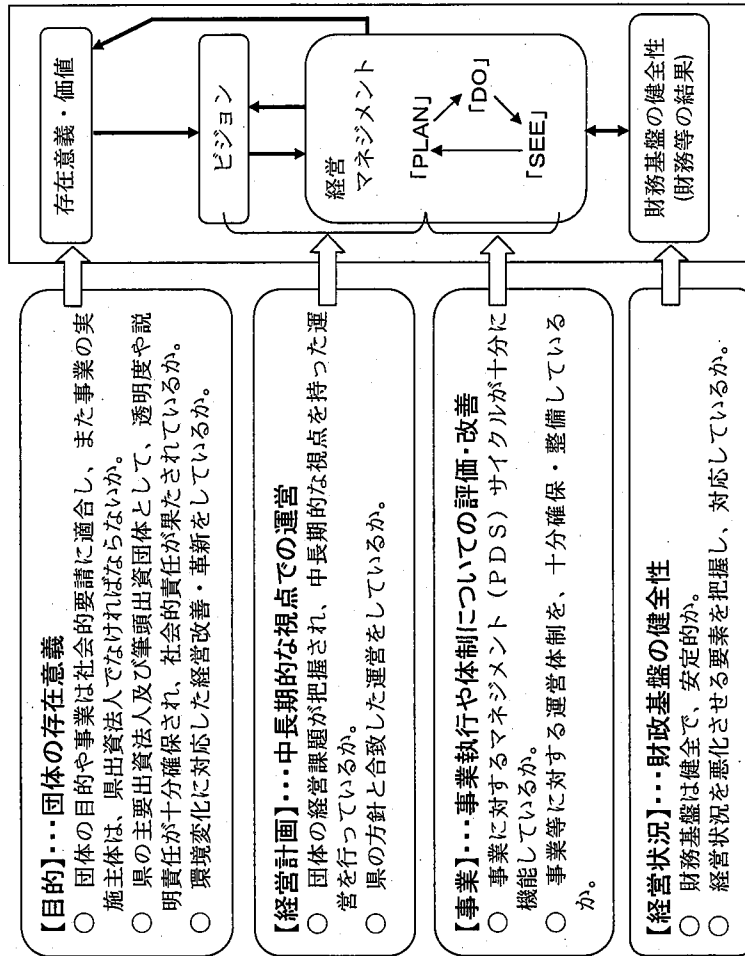 【目的】・・・団体の存在意義
○ 団体の目的や事業は社会的要請に適合し、また事業の実
施主体は、県出資法人でなければならないか。
○ 県の主要出資法人及び筆頭出資団体として、透明度や説
明責任が十分確保され、社会的責任が果たされているか。
○ 環境変化に対応した経営改善・革新をしているか。
【経営計画】・・・中長期的な視点での運営
○ 団体の経営課題が把握され、中長期的な視点を持った運
営を行っているか。
○ 県の方針と合致した運営をしているか。
【事業】・・・事業執行や体制についての評価・改善
○ 事業に対するマネジメント（ＰＤＳ）サイクルが十分に
機能しているか。
○ 事業等に対する運営体制を、十分確保・整備している
か。
【経営状況】・・・財政基盤の健全性
○ 財務基盤は健全で、安定的か。
○ 経営状況を悪化させる要素を把握し、対応しているか。
存在意義・価値
ビジョン
経営
マネジメント
「PLAN」
「DO」
「SEE」
財務基盤の健全性
(財務等の結果)